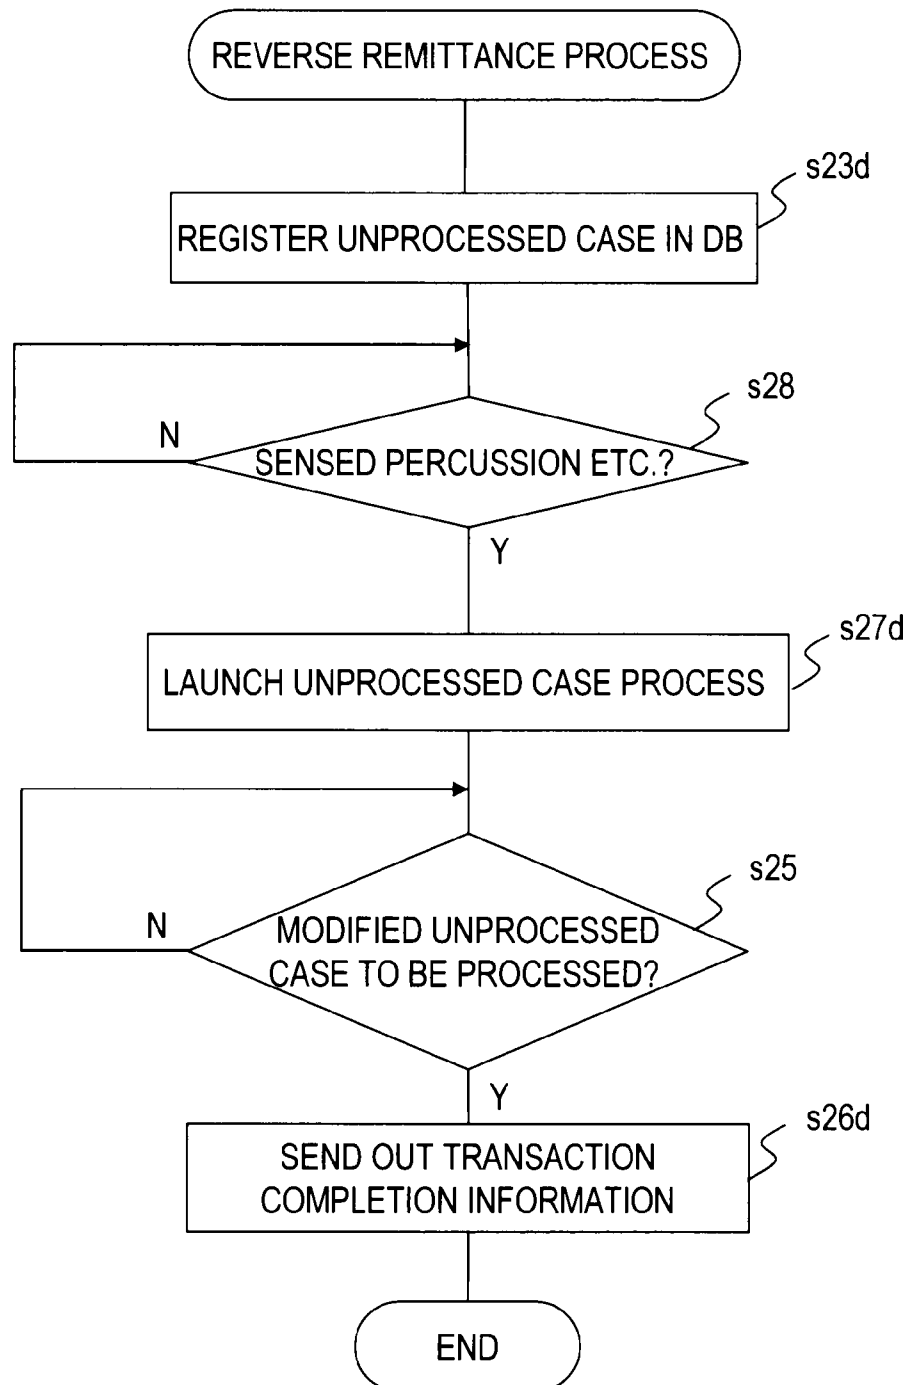 REVERSE REMITTANCE PROCESS
s23d
REGISTER UNPROCESSED CASE IN DB
s28
N
SENSED PERCUSSION ETC.?
Y
s27d
LAUNCH UNPROCESSED CASE PROCESS
s25
N
MODIFIED UNPROCESSED
CASE TO BE PROCESSED?
Y
s26d
SEND OUT TRANSACTION
COMPLETION INFORMATION
END